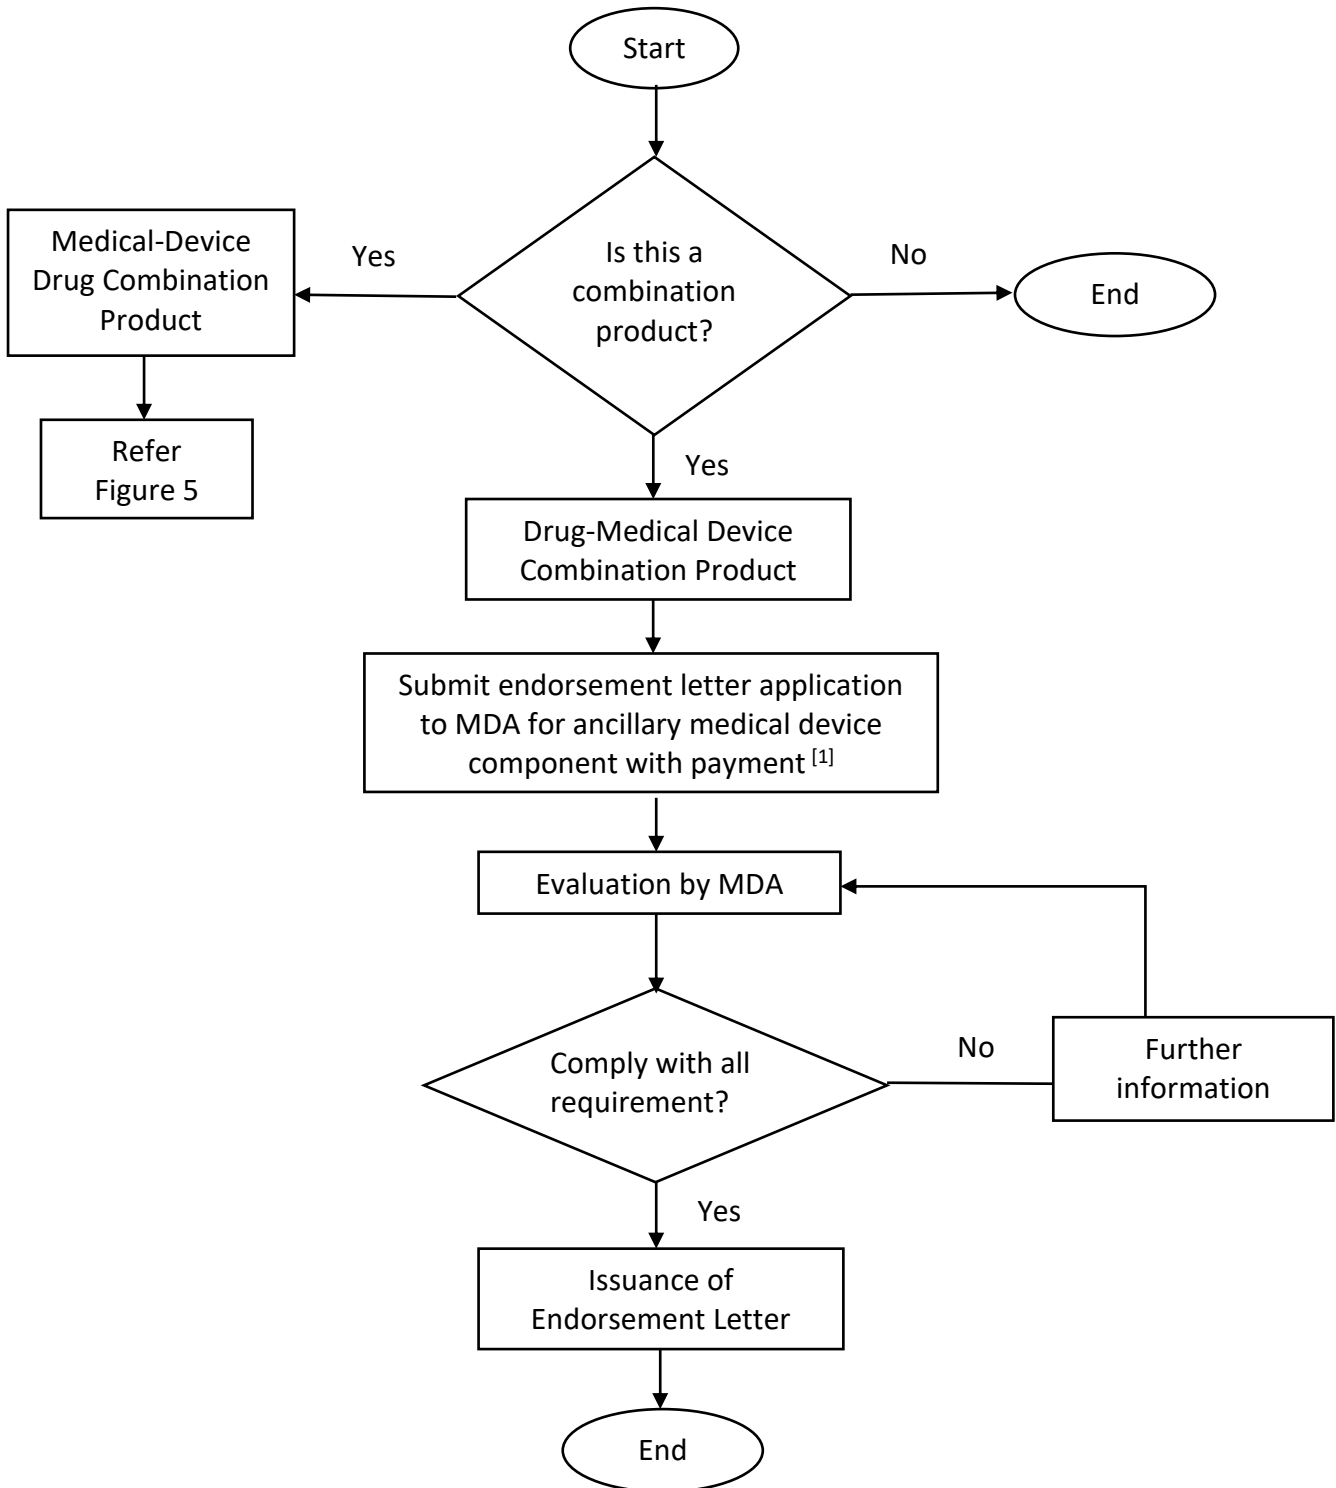 Start
Is this a
combination
product?
Yes
No
Medical-Device
Drug Combination
Product
End
Refer
Figure 5
Yes
Drug-Medical Device
Combination Product
Submit endorsement letter application
to MDA for ancillary medical device
component with payment [1]
Evaluation by MDA
Comply with all
requirement?
No
Further
information
Yes
Issuance of
Endorsement Letter
End